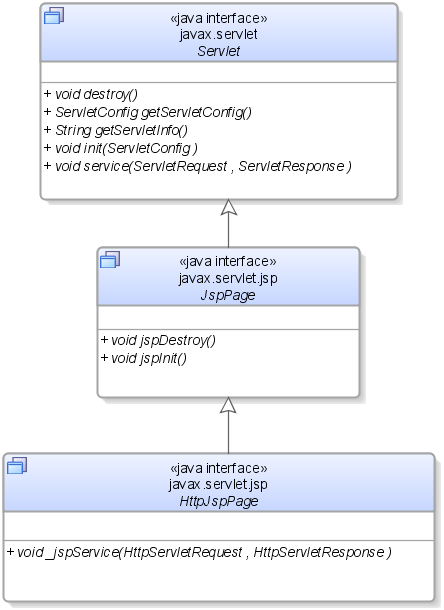 «java interface»
javax.servlet
Servlet
+ void destroy()
+ ServletConfig getServletConfig()
+ String getServletInfo()
+ void init(ServletConfig )
+ void service(ServletRequest , ServletResponse )
«java interface»
javax.servlet.jsp
JspPage
+ void jspDestroy()
+ void jspInit()
«java interface»
javax.servlet.jsp
HttpJspPage
+ void _jspService(HttpServletRequest , HttpServletResponse )